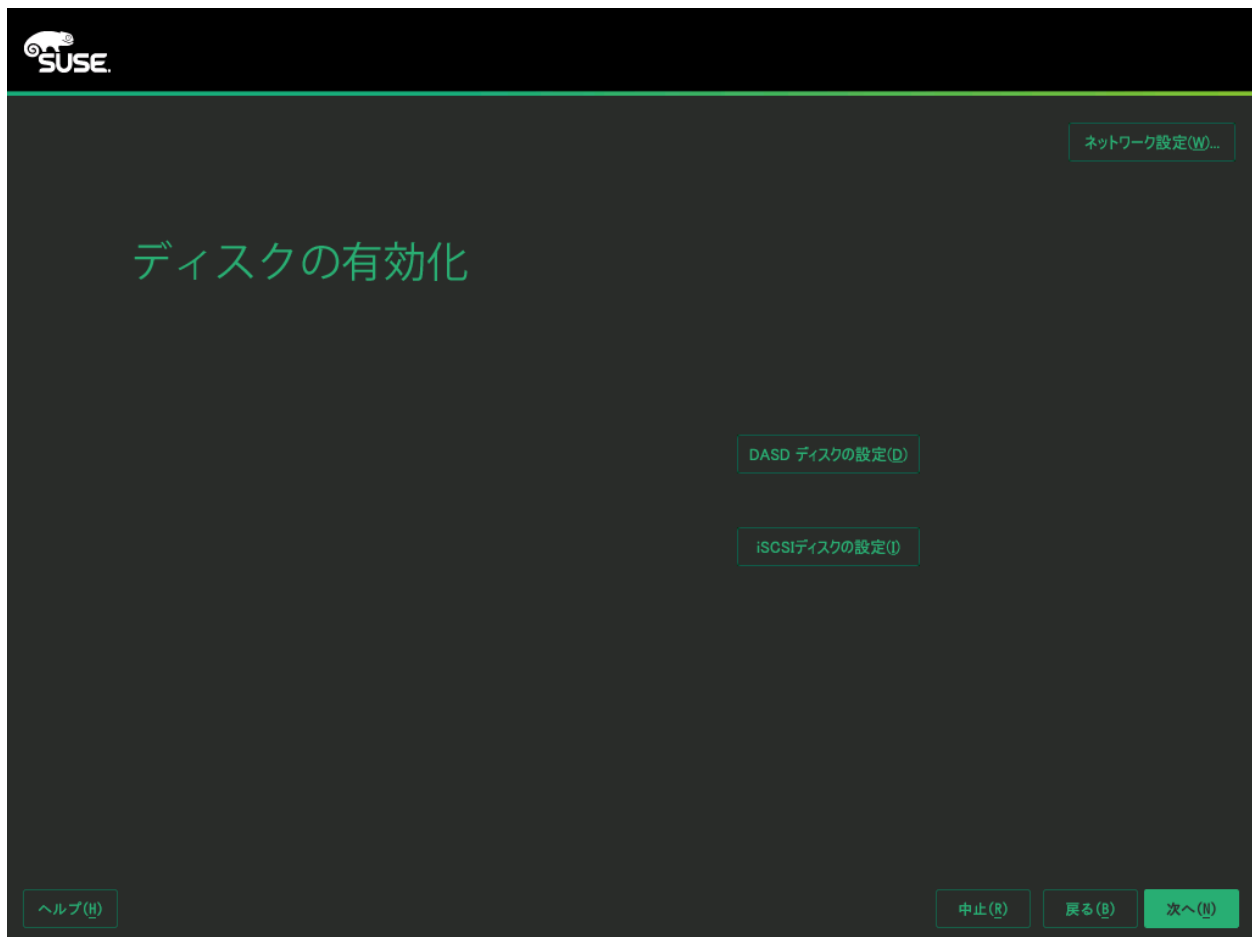 SUSE.
ネットワーク設定(W)...
ディスクの有効化
DASD ディスクの設定(D)
iSCSIディスクの設定(I)
ヘルプ(H)
中止(R)
戻る(B)
次へ(N)